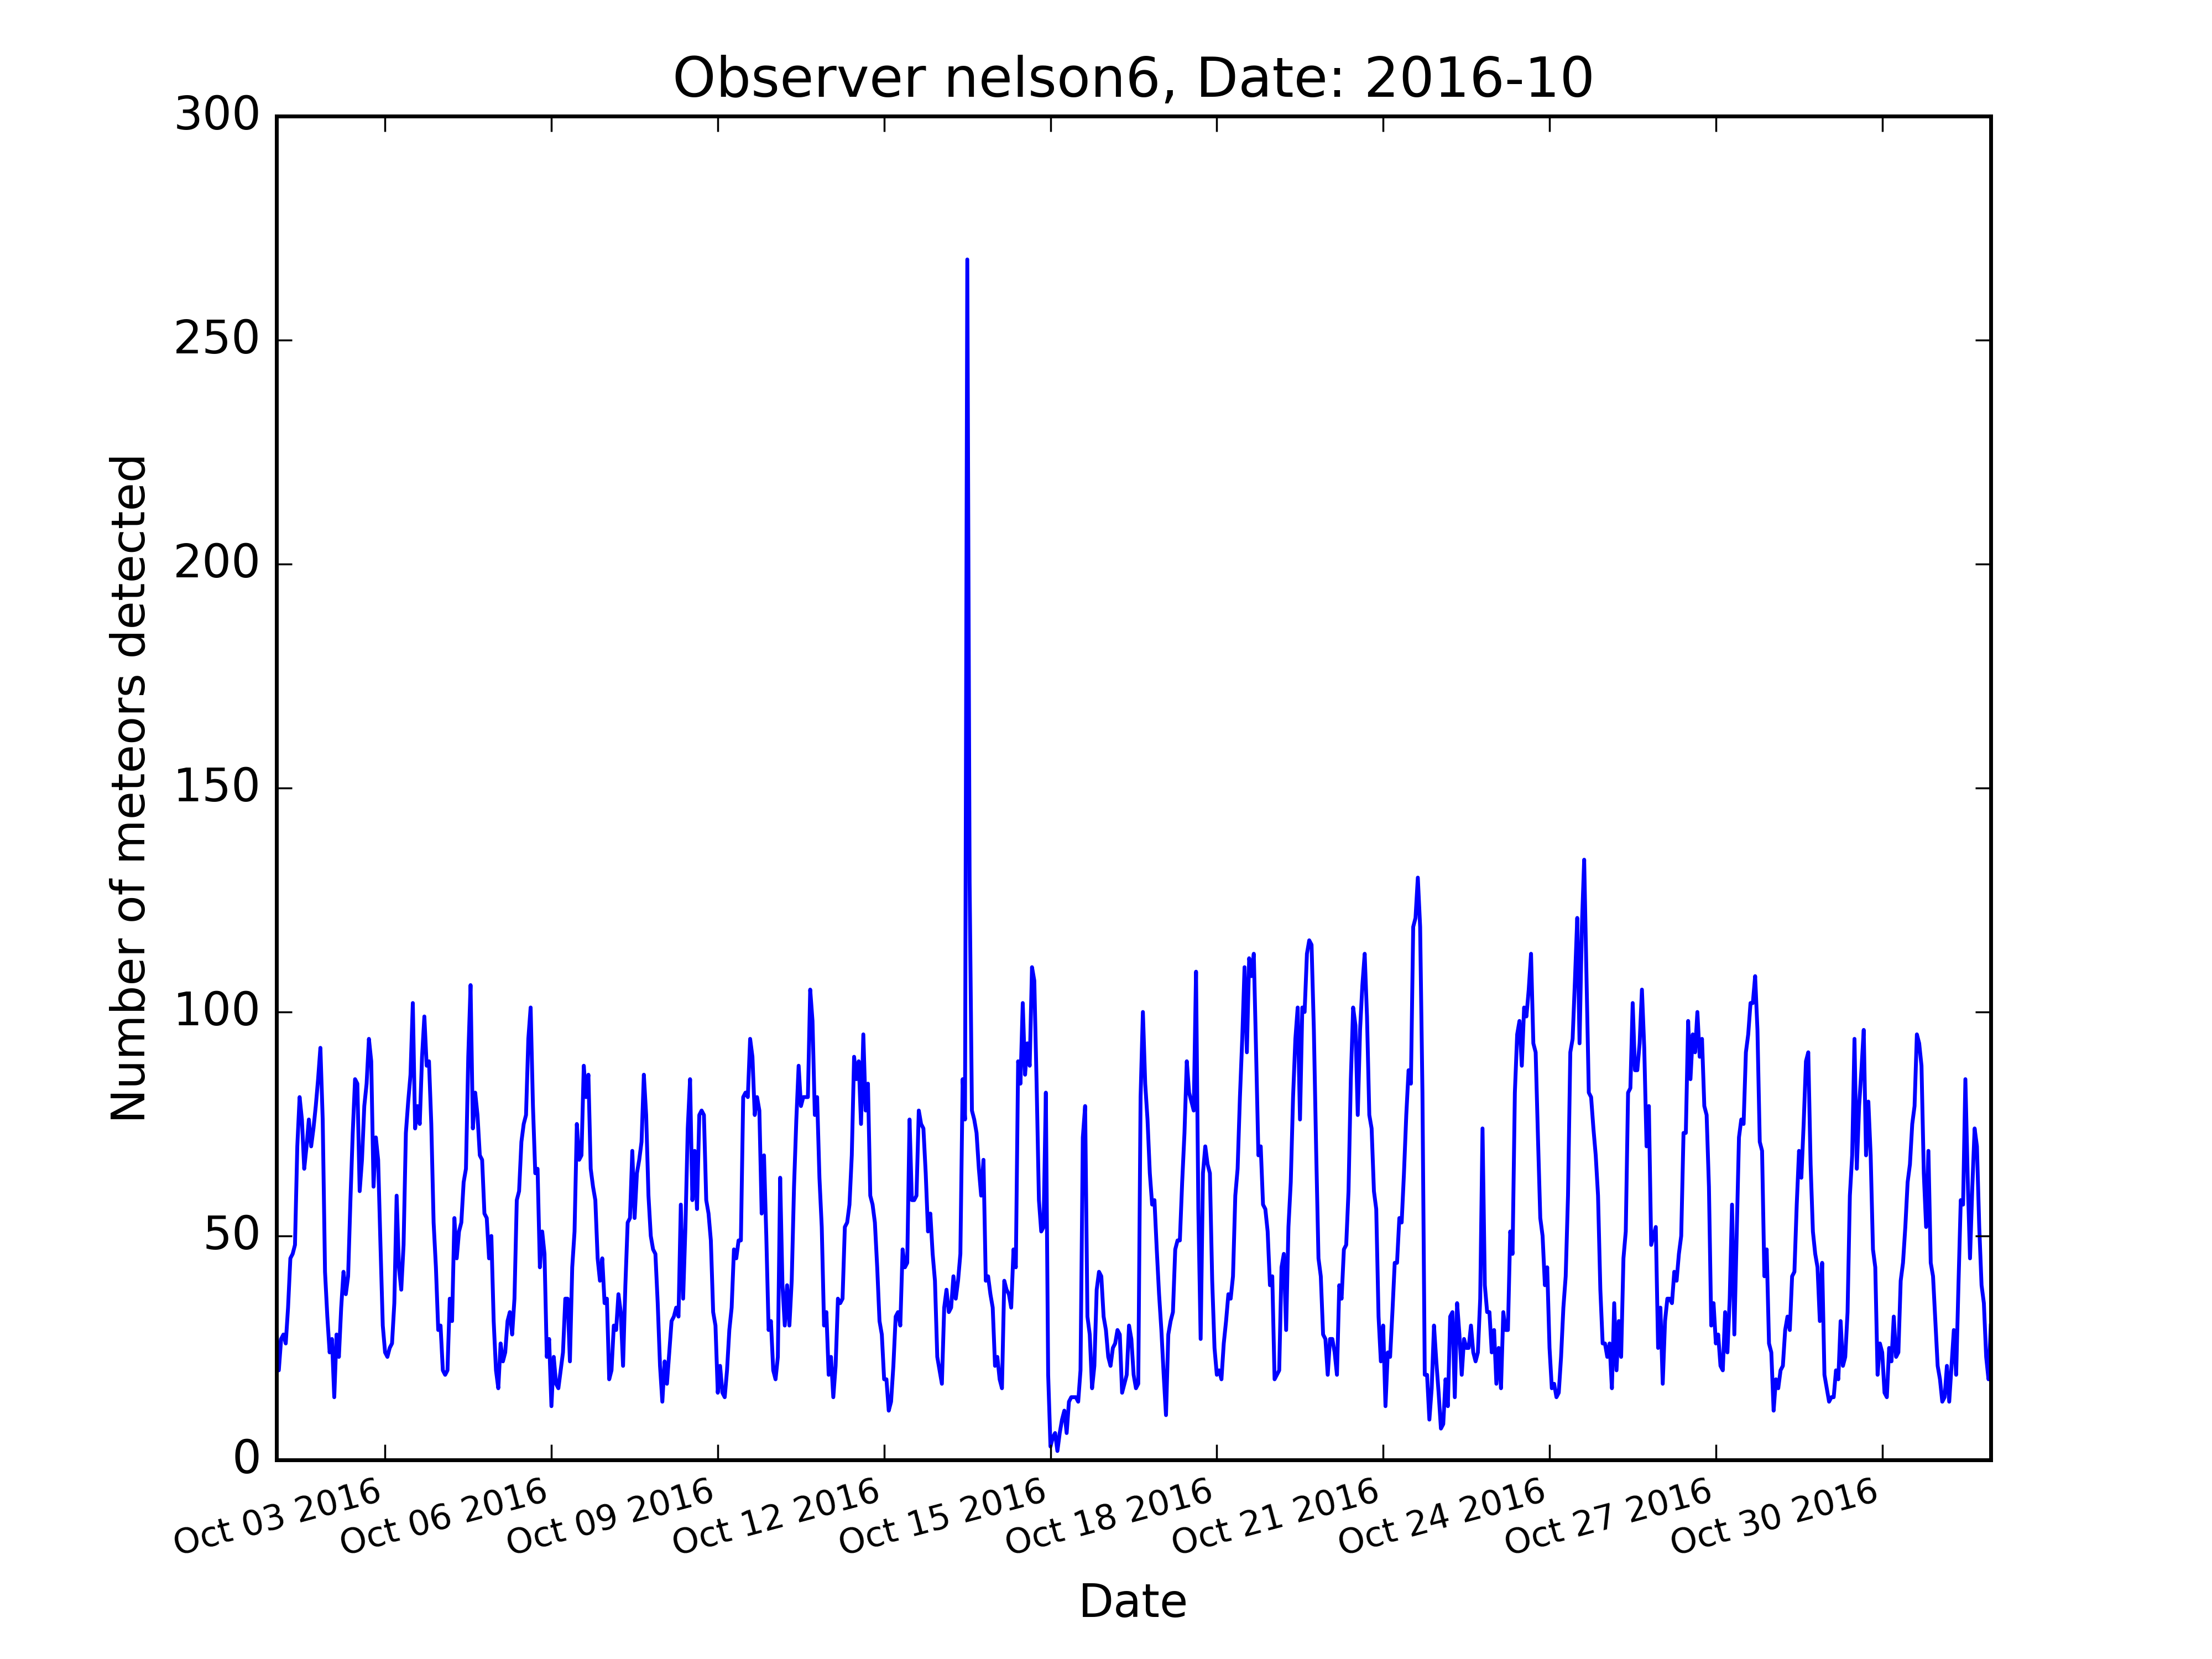 Observer nelson6, Date: 2016-10
Number of meteors detected
300
250
200
150
100
50
0
Oct 03 2016
Oct 06 2016
Oct 09 2016
Oct 12 2016
Oct 15 2016
Oct 18 2016
Oct 21 2016
Oct 24 2016
Oct 27 2016
Oct 30 2016
Date